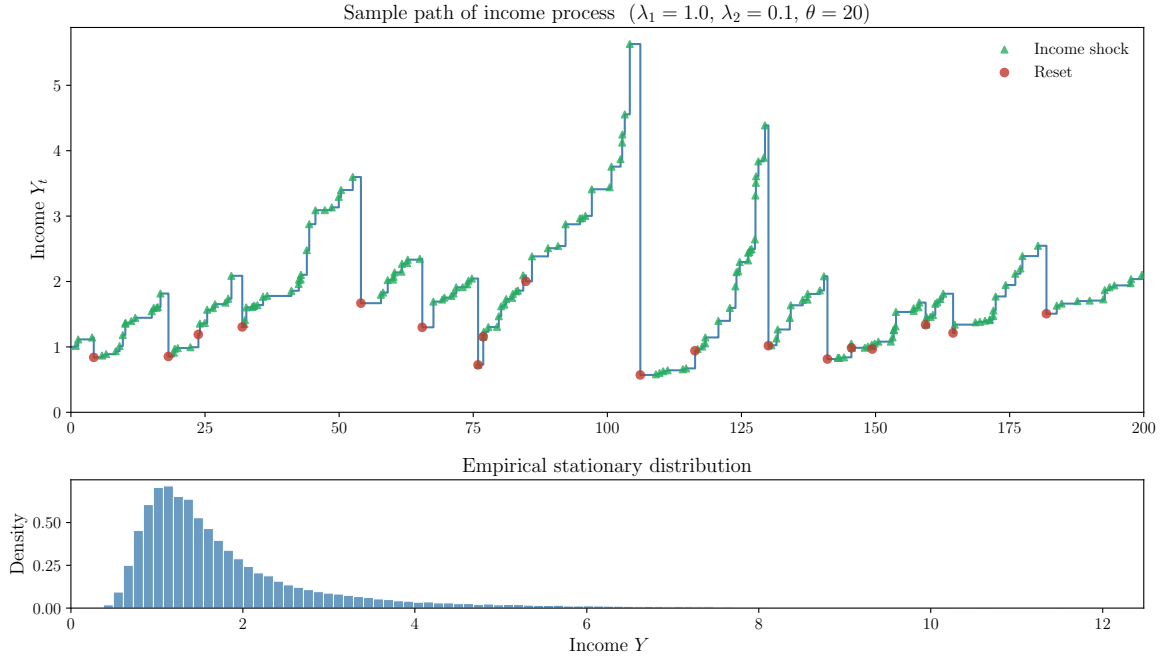 Sample path of income process (λ₁ = 1.0, λ₂ = 0.1, θ = 20)
Income shock
Reset
Income Yₜ
5
4
3
2
1
0
0 25 50 75 100 125 150 175 200
Empirical stationary distribution
Density
0.50
0.25
0.00
0 2 4 6 8 10 12
Income Y